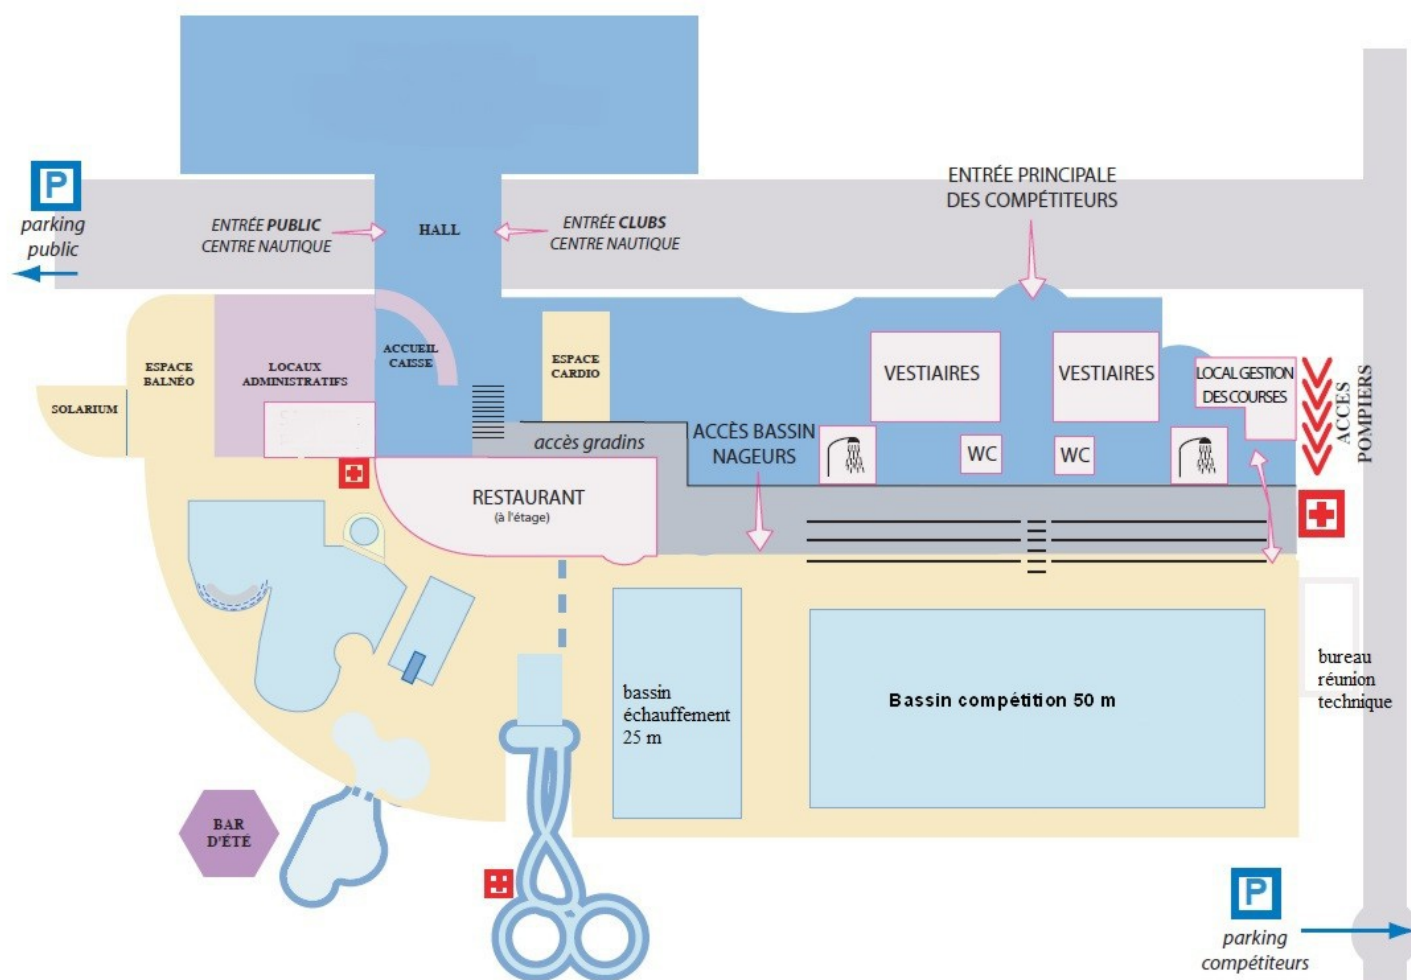 P
parking
public
ENTRÉE PUBLIC
CENTRE NAUTIQUE
HALL
ENTRÉE CLUBS
CENTRE NAUTIQUE
ENTRÉE PRINCIPALE
DES COMPÉTITEURS
ESPACE
BALNÉO
LOCAUX
ADMINISTRATIFS
ACCUEIL
CAISSE
ESPACE
CARDIO
VESTIAIRES
VESTIAIRES
LOCAL GESTION
DES COURSES
ACCES
POMPIERS
SOLARIUM
accès gradins
ACCÈS BASSIN
NAGEURS
WC
WC
RESTAURANT
(à l'étage)
bassin
échauffement
25 m
Bassin compétition 50 m
bureau
réunion
technique
BAR
D'ÉTÉ
P
parking
compétiteurs